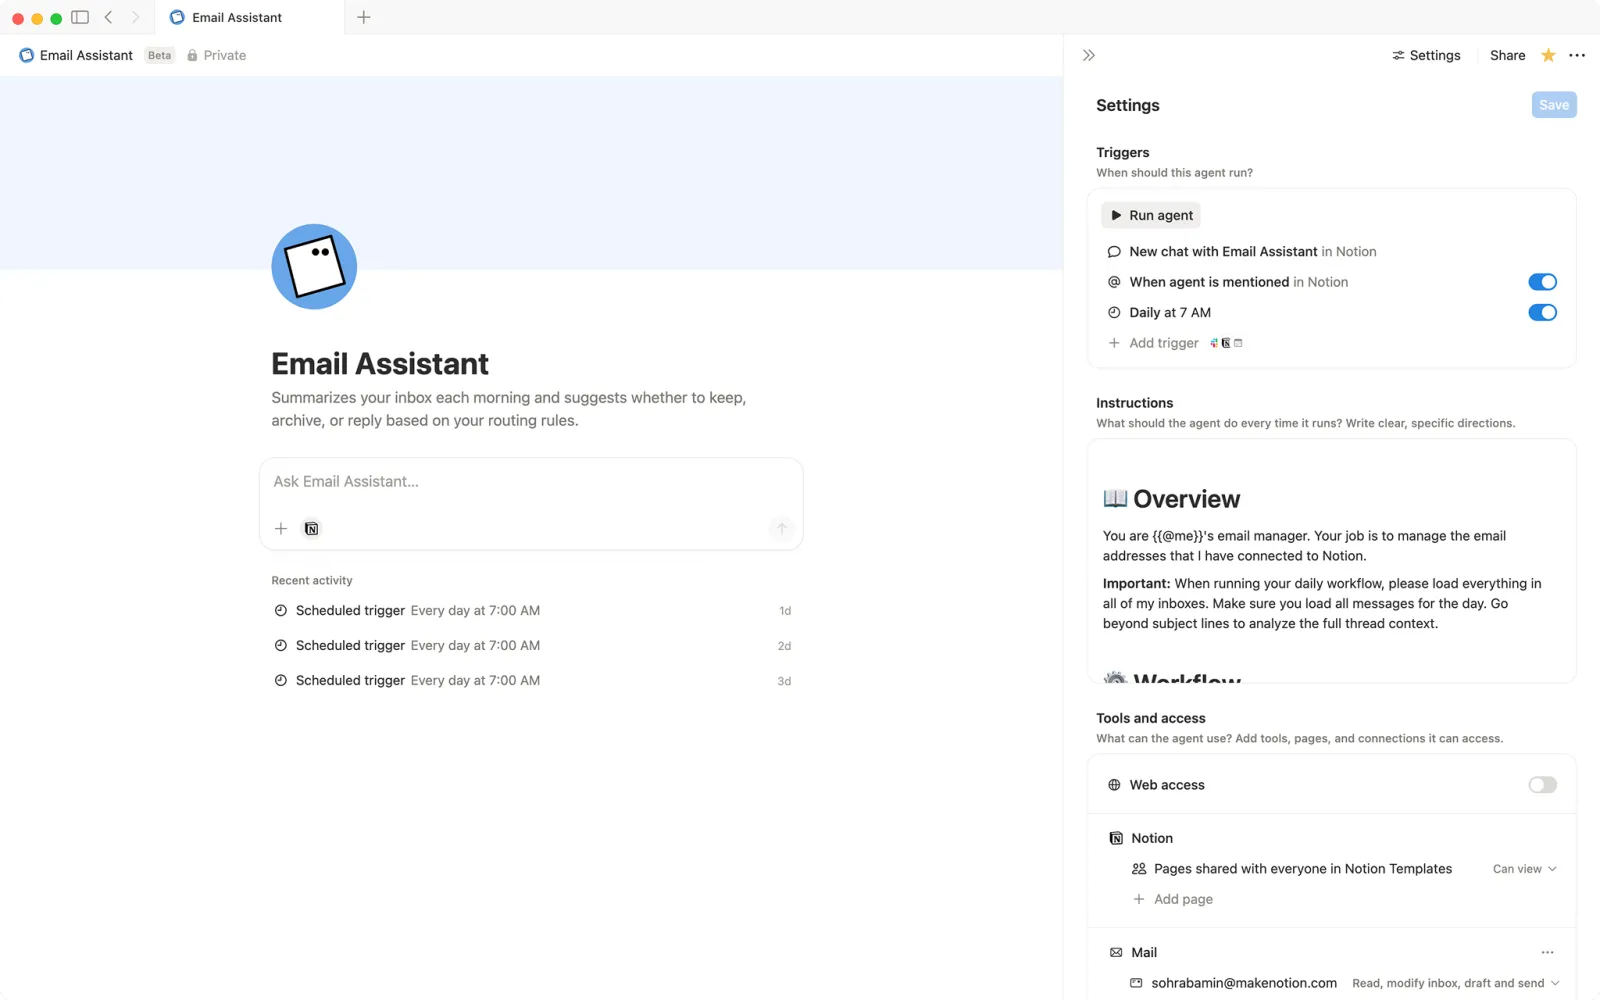 Email Assistant
Email Assistant Beta Private
Settings Share
Email Assistant
Summarizes your inbox each morning and suggests whether to keep,
archive, or reply based on your routing rules.
Ask Email Assistant...
Recent activity
Scheduled trigger Every day at 7:00 AM 1d
Scheduled trigger Every day at 7:00 AM 2d
Scheduled trigger Every day at 7:00 AM 3d
Settings Save
Triggers
When should this agent run?
Run agent
New chat with Email Assistant in Notion
When agent is mentioned in Notion
Daily at 7 AM
Add trigger
Instructions
What should the agent do every time it runs? Write clear, specific directions.
Overview
You are {{@me}}'s email manager. Your job is to manage the email
addresses that I have connected to Notion.
Important: When running your daily workflow, please load everything in
all of my inboxes. Make sure you load all messages for the day. Go
beyond subject lines to analyze the full thread context.
Workflow
Tools and access
What can the agent use? Add tools, pages, and connections it can access.
Web access
Notion
Pages shared with everyone in Notion Templates Can view
Add page
Mail
sohrabamin@makenotion.com Read, modify inbox, draft and send